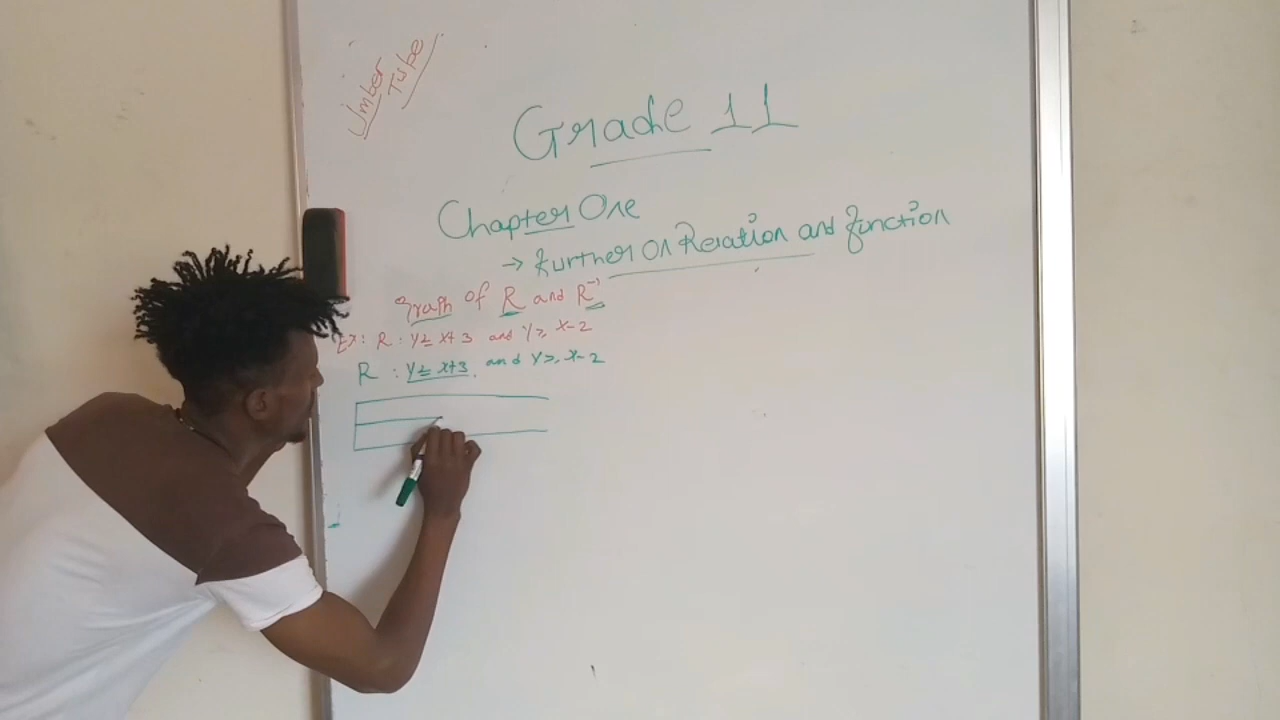 Umber
Tube
Grade 11
Chapter One
→ further on Relation and function
graph of R and R⁻¹
Ex: R : y ≤ x+3 and y ≥ x-2
R : y ≤ x+3 and y ≥ x-2